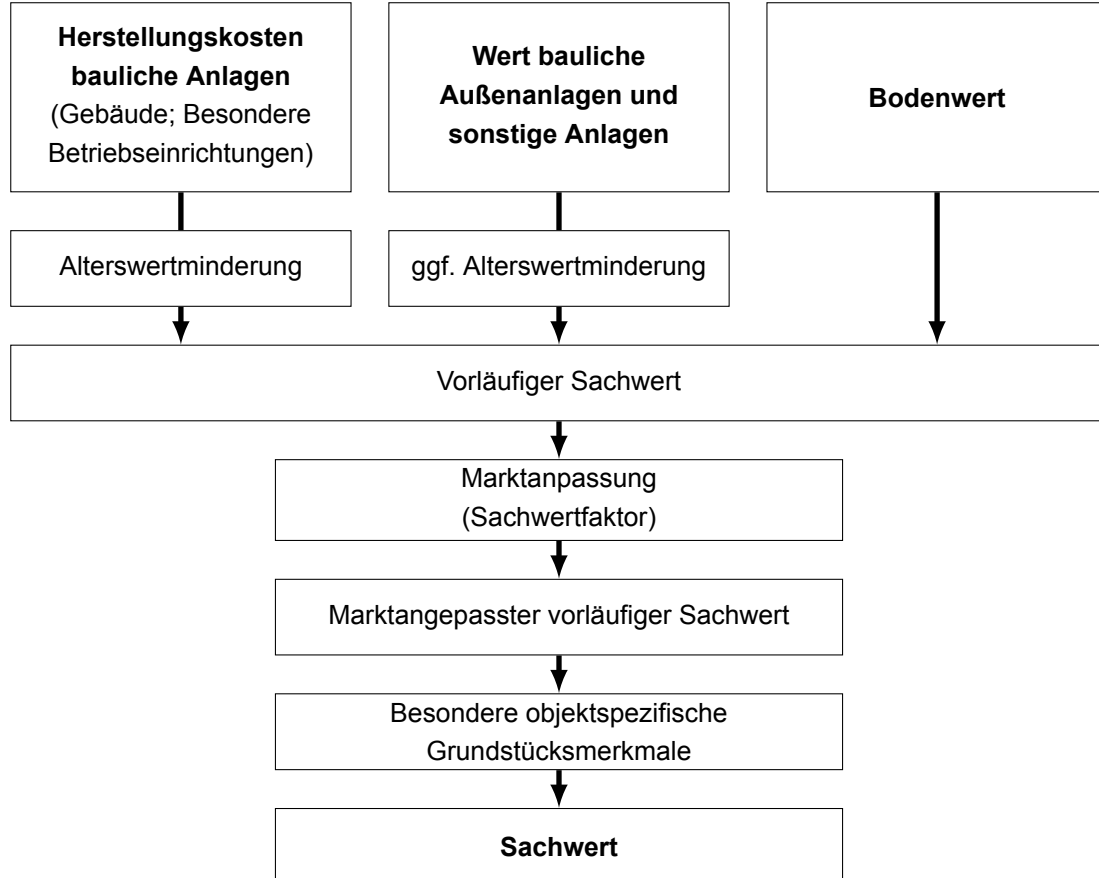 Herstellungskosten
bauliche Anlagen
(Gebäude; Besondere
Betriebseinrichtungen)
Wert bauliche
Außenanlagen und
sonstige Anlagen
Bodenwert
Alterswertminderung
ggf. Alterswertminderung
Vorläufiger Sachwert
Marktanpassung
(Sachwertfaktor)
Marktangepasster vorläufiger Sachwert
Besondere objektspezifische
Grundstücksmerkmale
Sachwert